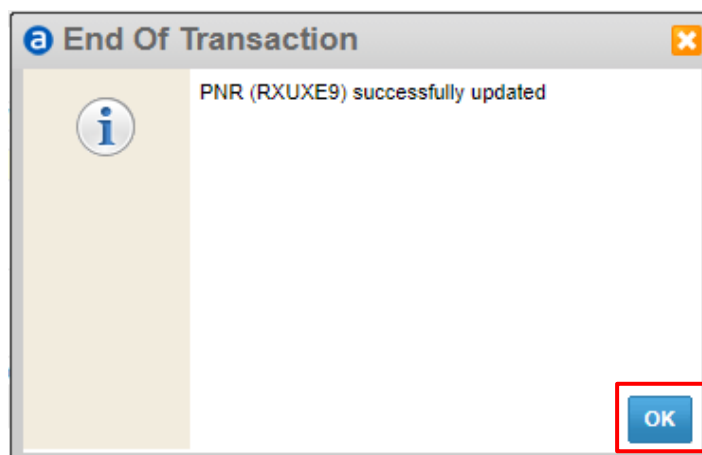 a End Of Transaction
PNR (RXUXE9) successfully updated
OK